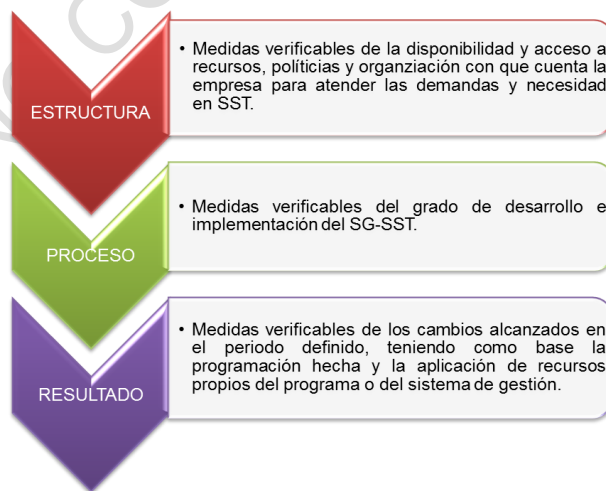 • Medidas verificables de la disponibilidad y acceso a
recursos, políticias y organziación con que cuenta la
empresa para atender las demandas y necesidad
en SST.
ESTRUCTURA
• Medidas verificables del grado de desarrollo e
implementación del SG-SST.
PROCESO
• Medidas verificables de los cambios alcanzados en
el periodo definido, teniendo como base la
programación hecha y la aplicación de recursos
propios del programa o del sistema de gestión.
RESULTADO